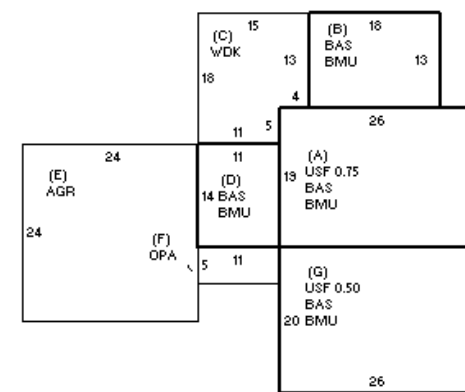 15
(C)
WDK
18
13
4
5
11
18
(B)
BAS
BMU
13
26
(A)
19 USF 0.75
BAS
BMU
11
(D)
14 BAS
BMU
24
(E)
AGR
24
(F)
OPA
5
11
(G)
USF 0.50
BAS
20 BMU
26